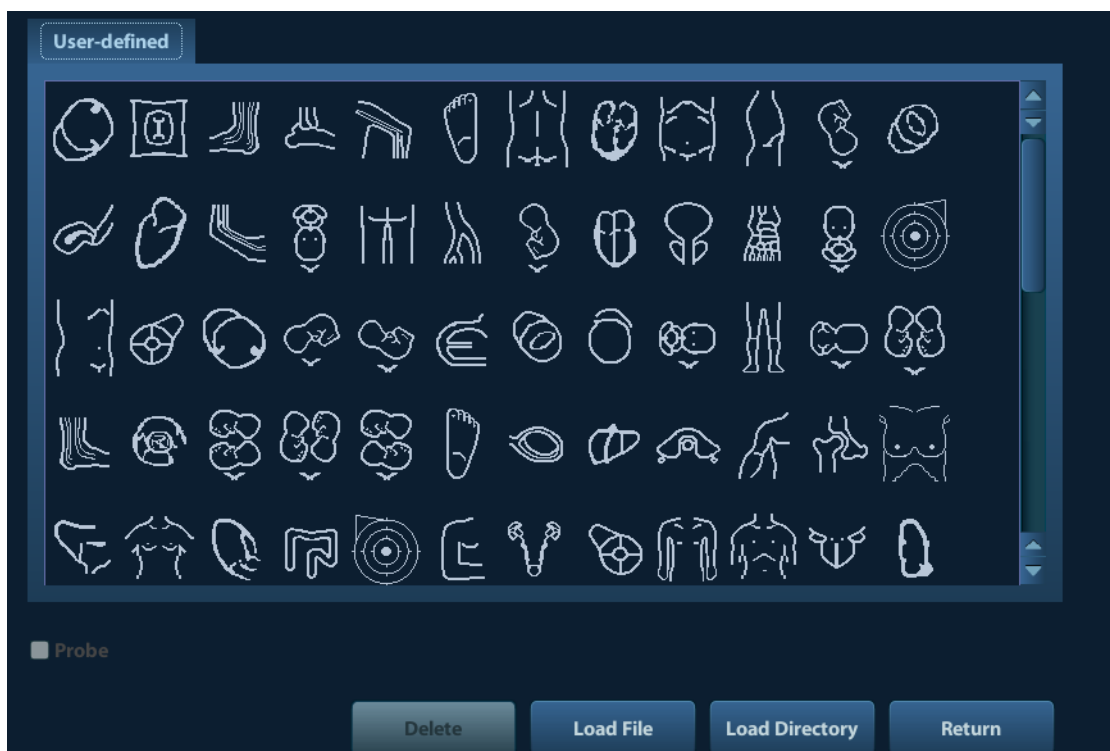 User-defined
Probe
Delete
Load File
Load Directory
Return